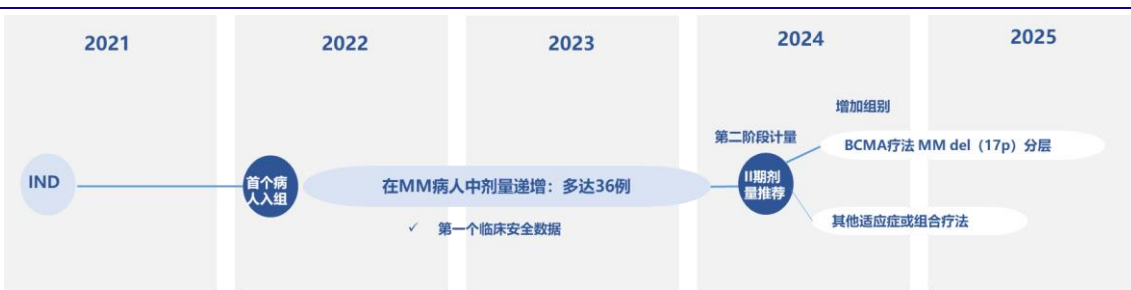 2021
2022
2023
2024
2025
增加组别
第二阶段计量
BCMA疗法 MM del（17p）分层
IND
首个病
人入组
在MM病人中剂量递增：多达36例
II期剂
量推荐
✓ 第一个临床安全数据
其他适应症或组合疗法